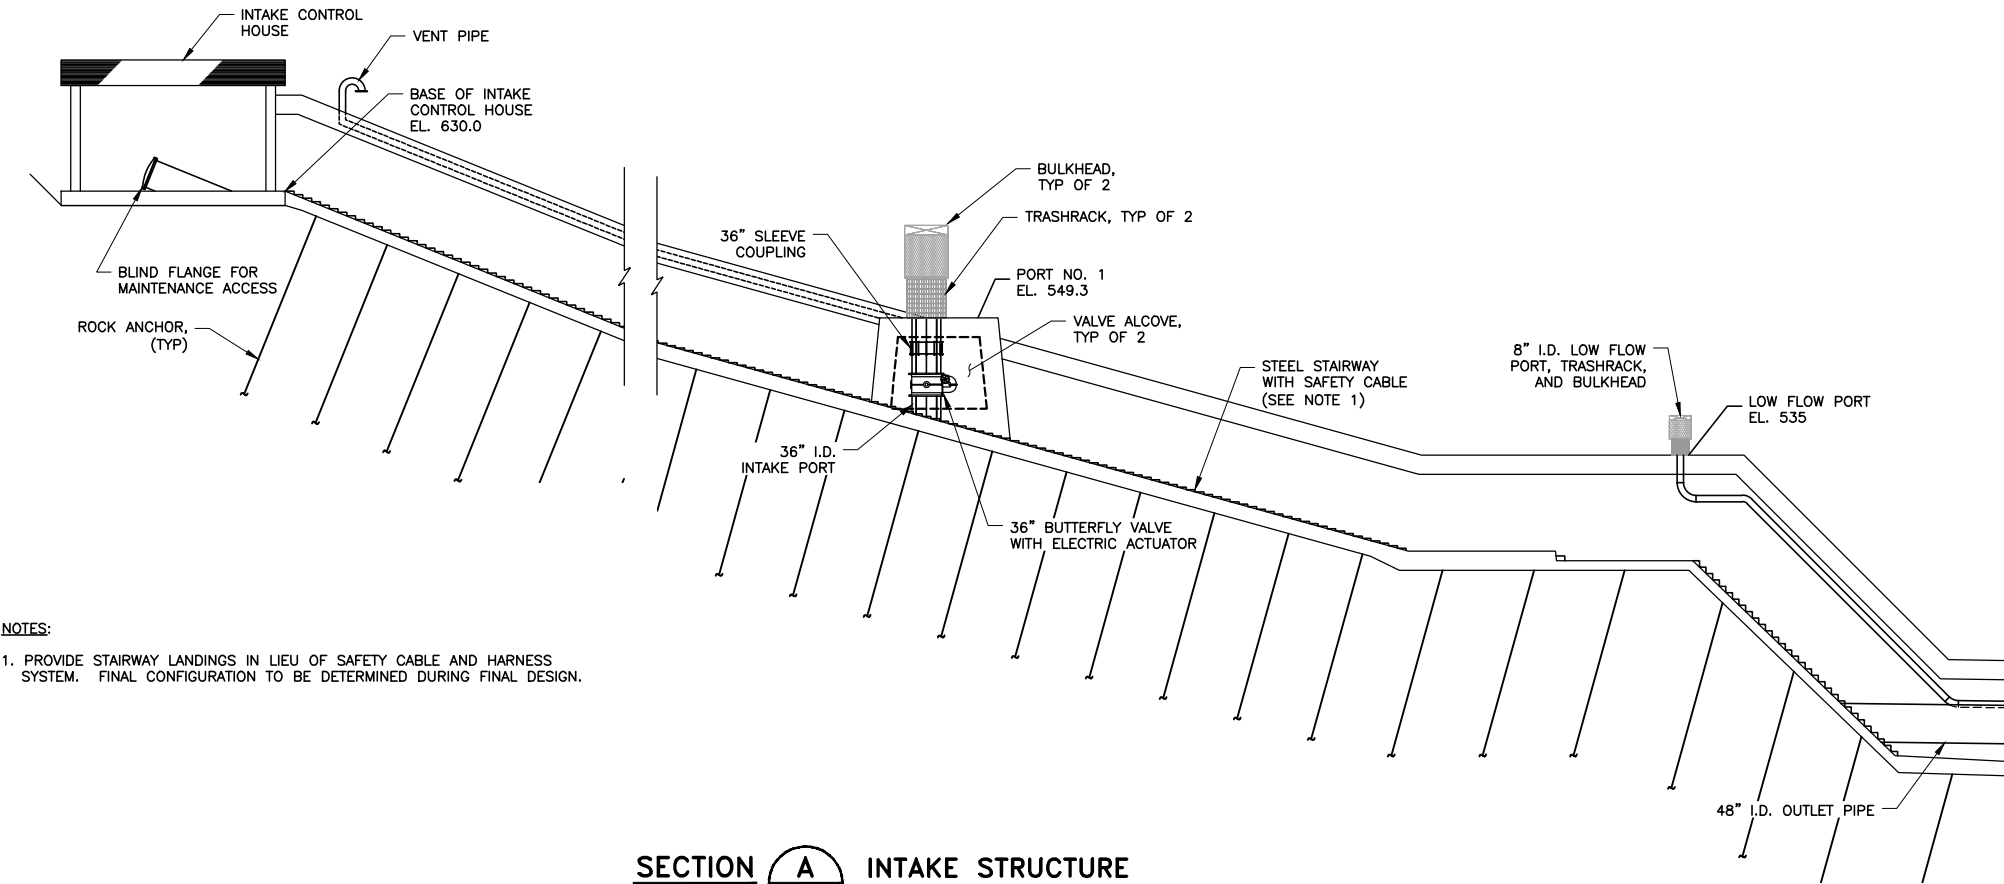 INTAKE CONTROL
HOUSE
VENT PIPE
BASE OF INTAKE
CONTROL HOUSE
EL. 630.0
BULKHEAD,
TYP OF 2
TRASHRACK, TYP OF 2
36" SLEEVE
COUPLING
PORT NO. 1
EL. 549.3
BLIND FLANGE FOR
MAINTENANCE ACCESS
ROCK ANCHOR,
(TYP)
VALVE ALCOVE,
TYP OF 2
8" I.D. LOW FLOW
PORT, TRASHRACK,
AND BULKHEAD
STEEL STAIRWAY
WITH SAFETY CABLE
(SEE NOTE 1)
LOW FLOW PORT
EL. 535
36" I.D.
INTAKE PORT
36" BUTTERFLY VALVE
WITH ELECTRIC ACTUATOR
NOTES:
1. PROVIDE STAIRWAY LANDINGS IN LIEU OF SAFETY CABLE AND HARNESS
SYSTEM. FINAL CONFIGURATION TO BE DETERMINED DURING FINAL DESIGN.
48" I.D. OUTLET PIPE
SECTION A INTAKE STRUCTURE